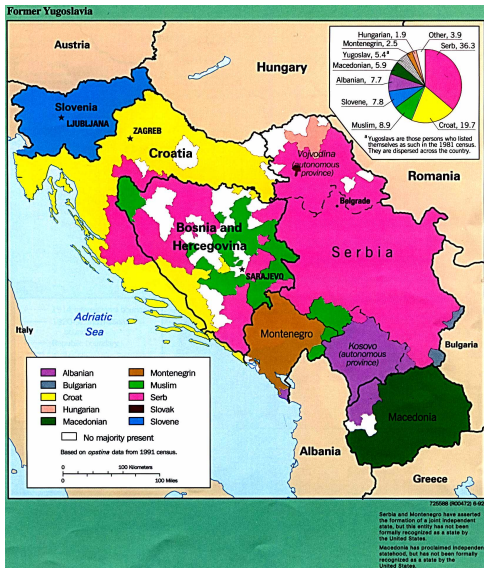 Former Yugoslavia
Austria
Hungary
Romania
Bulgaria
Greece
Albania
Italy
Adriatic
Sea
Slovenia
LJUBLJANA
ZAGREB
Croatia
Vojvodina
(autonomous
province)
Belgrade
Bosnia and
Hercegovina
SARAJEVO
Serbia
Montenegro
Kosovo
(autonomous
province)
Macedonia
Hungarian, 1.9
Montenegrin, 2.5
Yugoslav, 5.4ᵃ
Macedonian, 5.9
Albanian, 7.7
Slovene, 7.8
Muslim, 8.9
Other, 3.9
Serb, 36.3
Croat, 19.7
ᵃ Yugoslavs are those persons who listed
themselves as such in the 1981 census.
They are dispersed across the country.
Albanian
Bulgarian
Croat
Hungarian
Macedonian
Montenegrin
Muslim
Serb
Slovak
Slovene
No majority present
Based on opstina data from 1991 census.
0 100 Kilometers
0 100 Miles
725588 (R00472) 8-92
Serbia and Montenegro have asserted
the formation of a joint independent
state, but this entity has not been
formally recognized as a state by
the United States.
Macedonia has proclaimed independent
statehood, but has not been formally
recognized as a state by the
United States.